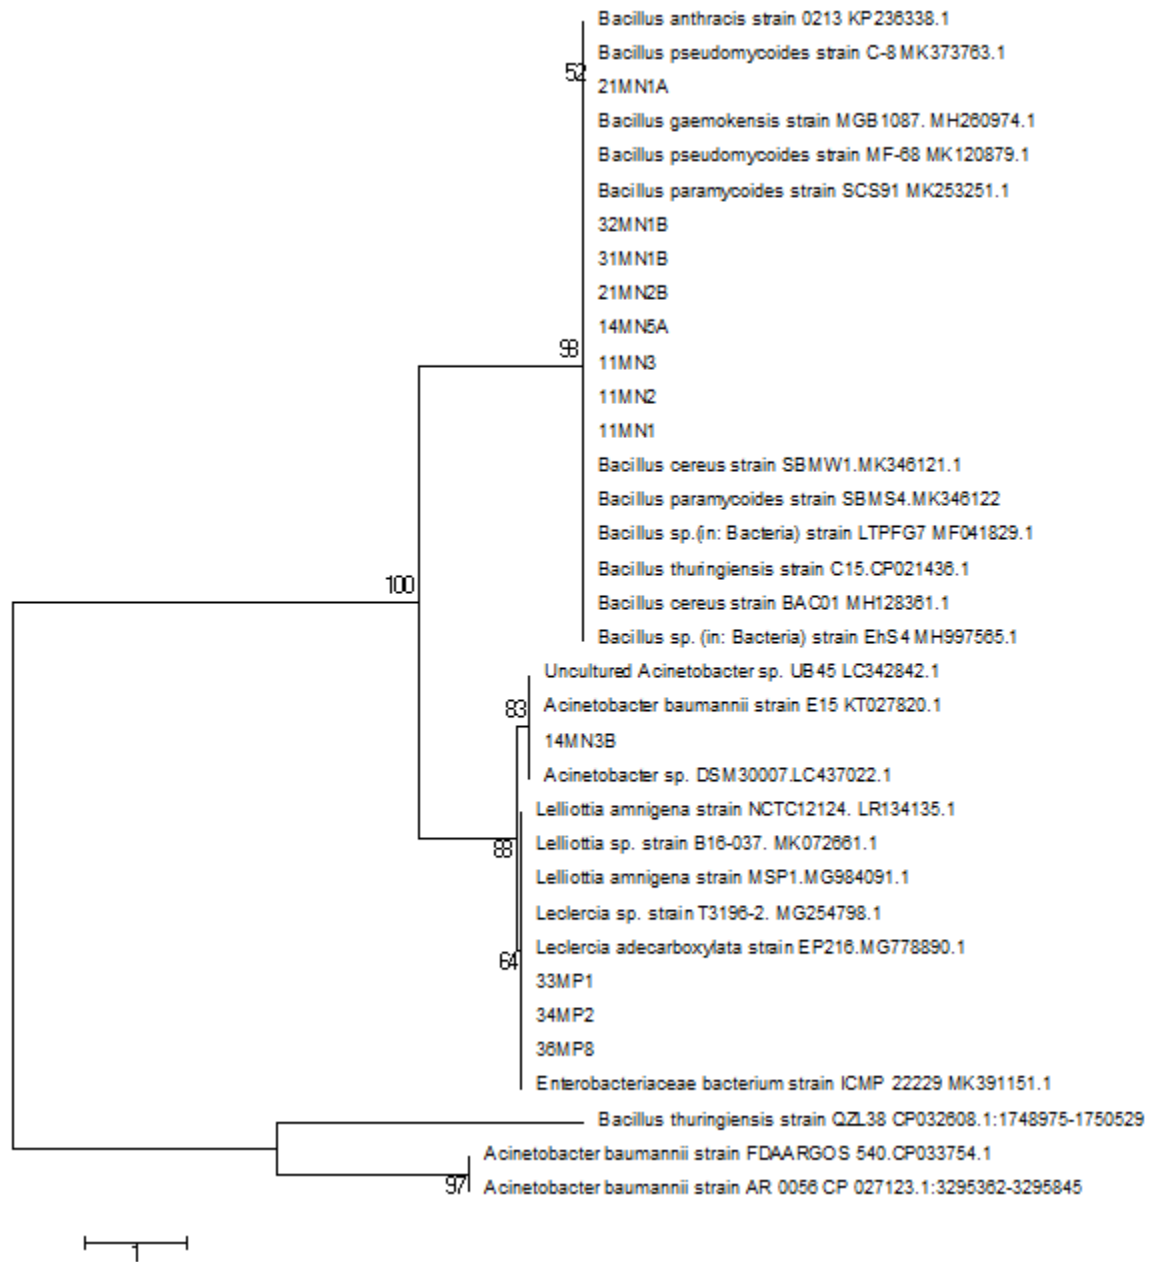 Bacillus anthracis strain 0213 KP236338.1
Bacillus pseudomycoides strain C-8 MK373763.1
52
21MN1A
Bacillus gaemokensis strain MGB1087. MH260974.1
Bacillus pseudomycoides strain MF-68 MK120879.1
Bacillus paramycoides strain SCS91 MK253251.1
32MN1B
31MN1B
21MN2B
14MN5A
98
11MN3
11MN2
11MN1
Bacillus cereus strain SBMW1.MK346121.1
Bacillus paramycoides strain SBMS4.MK346122
Bacillus sp.(in: Bacteria) strain LTPFG7 MF041829.1
Bacillus thuringiensis strain C15.CP021436.1
100
Bacillus cereus strain BAC01 MH128361.1
Bacillus sp. (in: Bacteria) strain EhS4 MH997565.1
Uncultured Acinetobacter sp. UB45 LC342842.1
83
Acinetobacter baumannii strain E15 KT027820.1
14MN3B
Acinetobacter sp. DSM30007.LC437022.1
Lelliottia amnigena strain NCTC12124. LR134135.1
88
Lelliottia sp. strain B16-037. MK072661.1
Lelliottia amnigena strain MSP1.MG984091.1
Leclercia sp. strain T3196-2. MG254798.1
Leclercia adecarboxylata strain EP216.MG778890.1
64
33MP1
34MP2
36MP8
Enterobacteriaceae bacterium strain ICMP 22229 MK391151.1
Bacillus thuringiensis strain QZL38 CP032608.1:1748975-1750529
Acinetobacter baumannii strain FDAARGOS 540.CP033754.1
97
Acinetobacter baumannii strain AR 0056 CP 027123.1:3295362-3295845
1